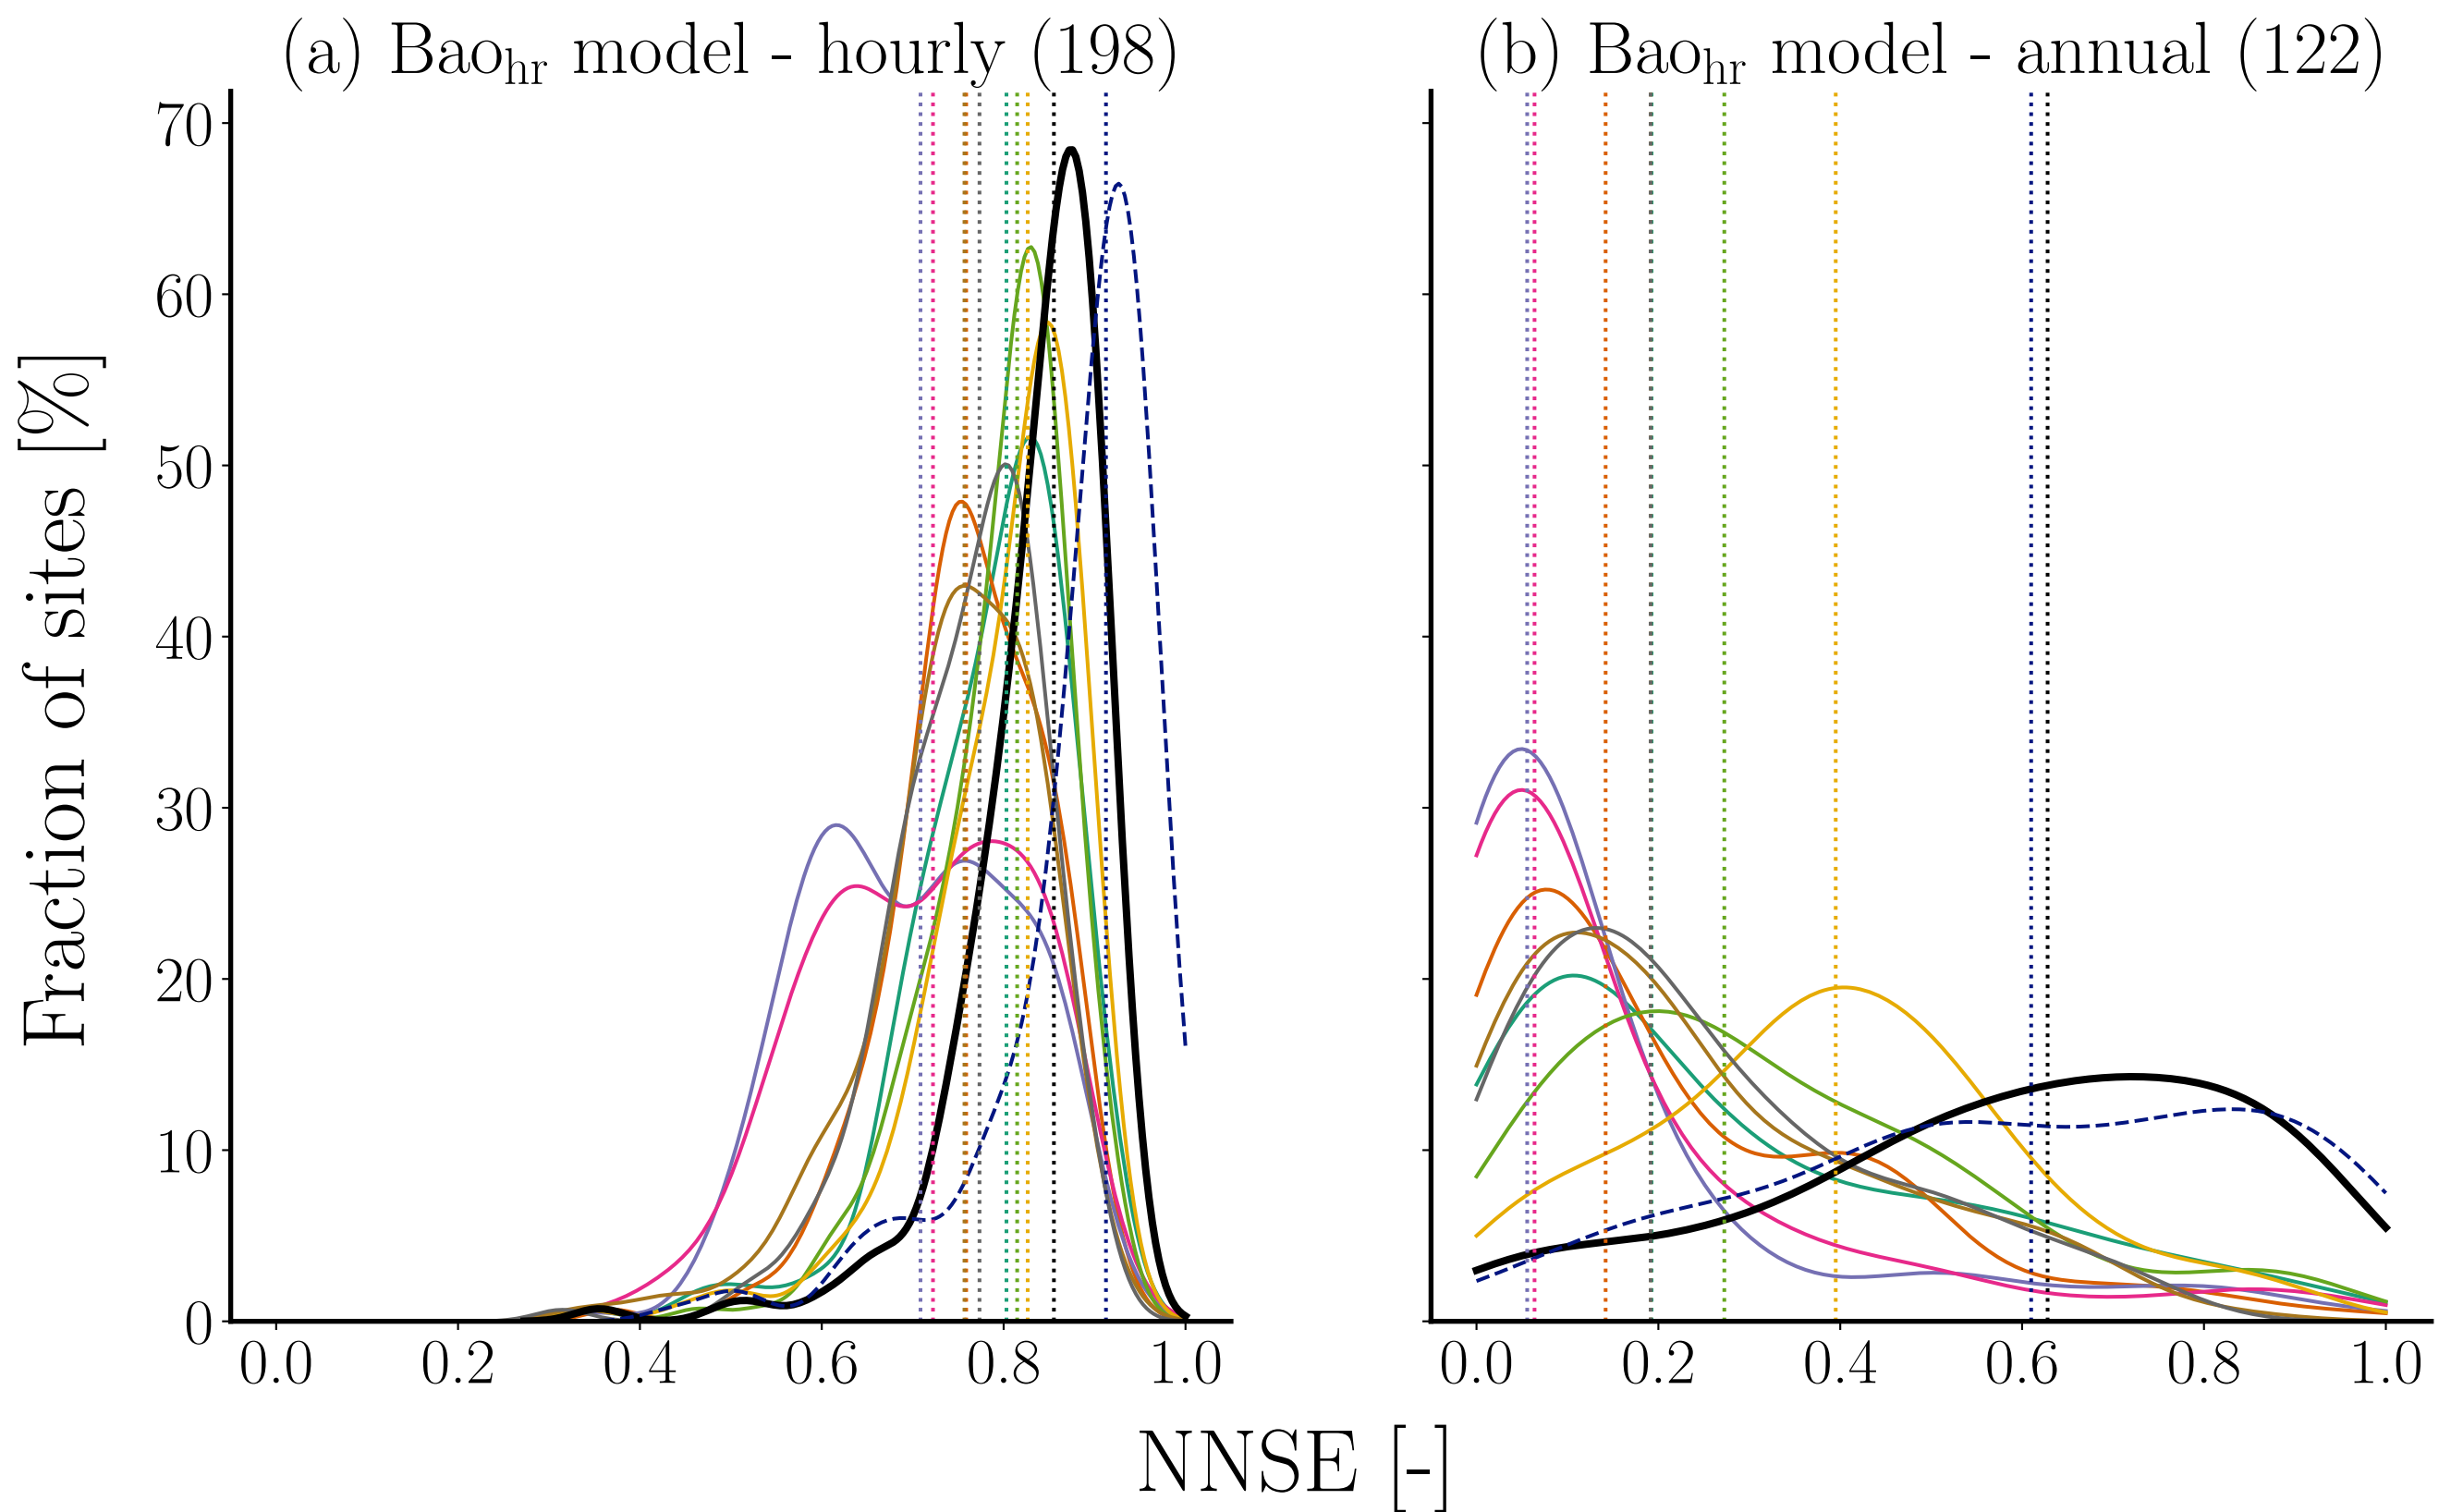 (a) Bao_hr model - hourly (198)
(b) Bao_hr model - annual (122)
Fraction of sites [%]
70
60
50
40
30
20
10
0
0.0 0.2 0.4 0.6 0.8 1.0
0.0 0.2 0.4 0.6 0.8 1.0
NNSE [-]